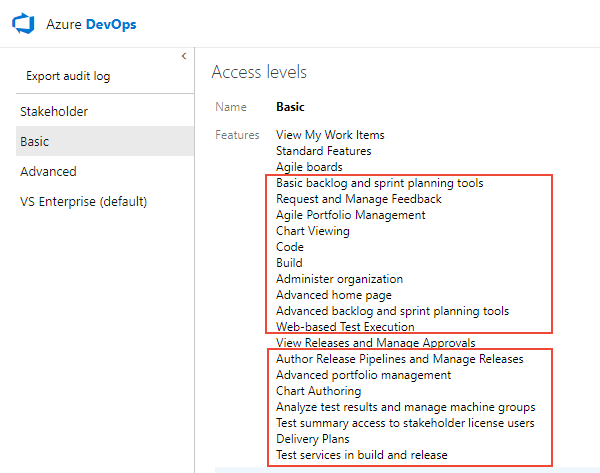 Azure DevOps
<
Export audit log
Stakeholder
Basic
Advanced
VS Enterprise (default)
Access levels
Name Basic
Features View My Work Items
Standard Features
Agile boards
Basic backlog and sprint planning tools
Request and Manage Feedback
Agile Portfolio Management
Chart Viewing
Code
Build
Administer organization
Advanced home page
Advanced backlog and sprint planning tools
Web-based Test Execution
View Releases and Manage Approvals
Author Release Pipelines and Manage Releases
Advanced portfolio management
Chart Authoring
Analyze test results and manage machine groups
Test summary access to stakeholder license users
Delivery Plans
Test services in build and release